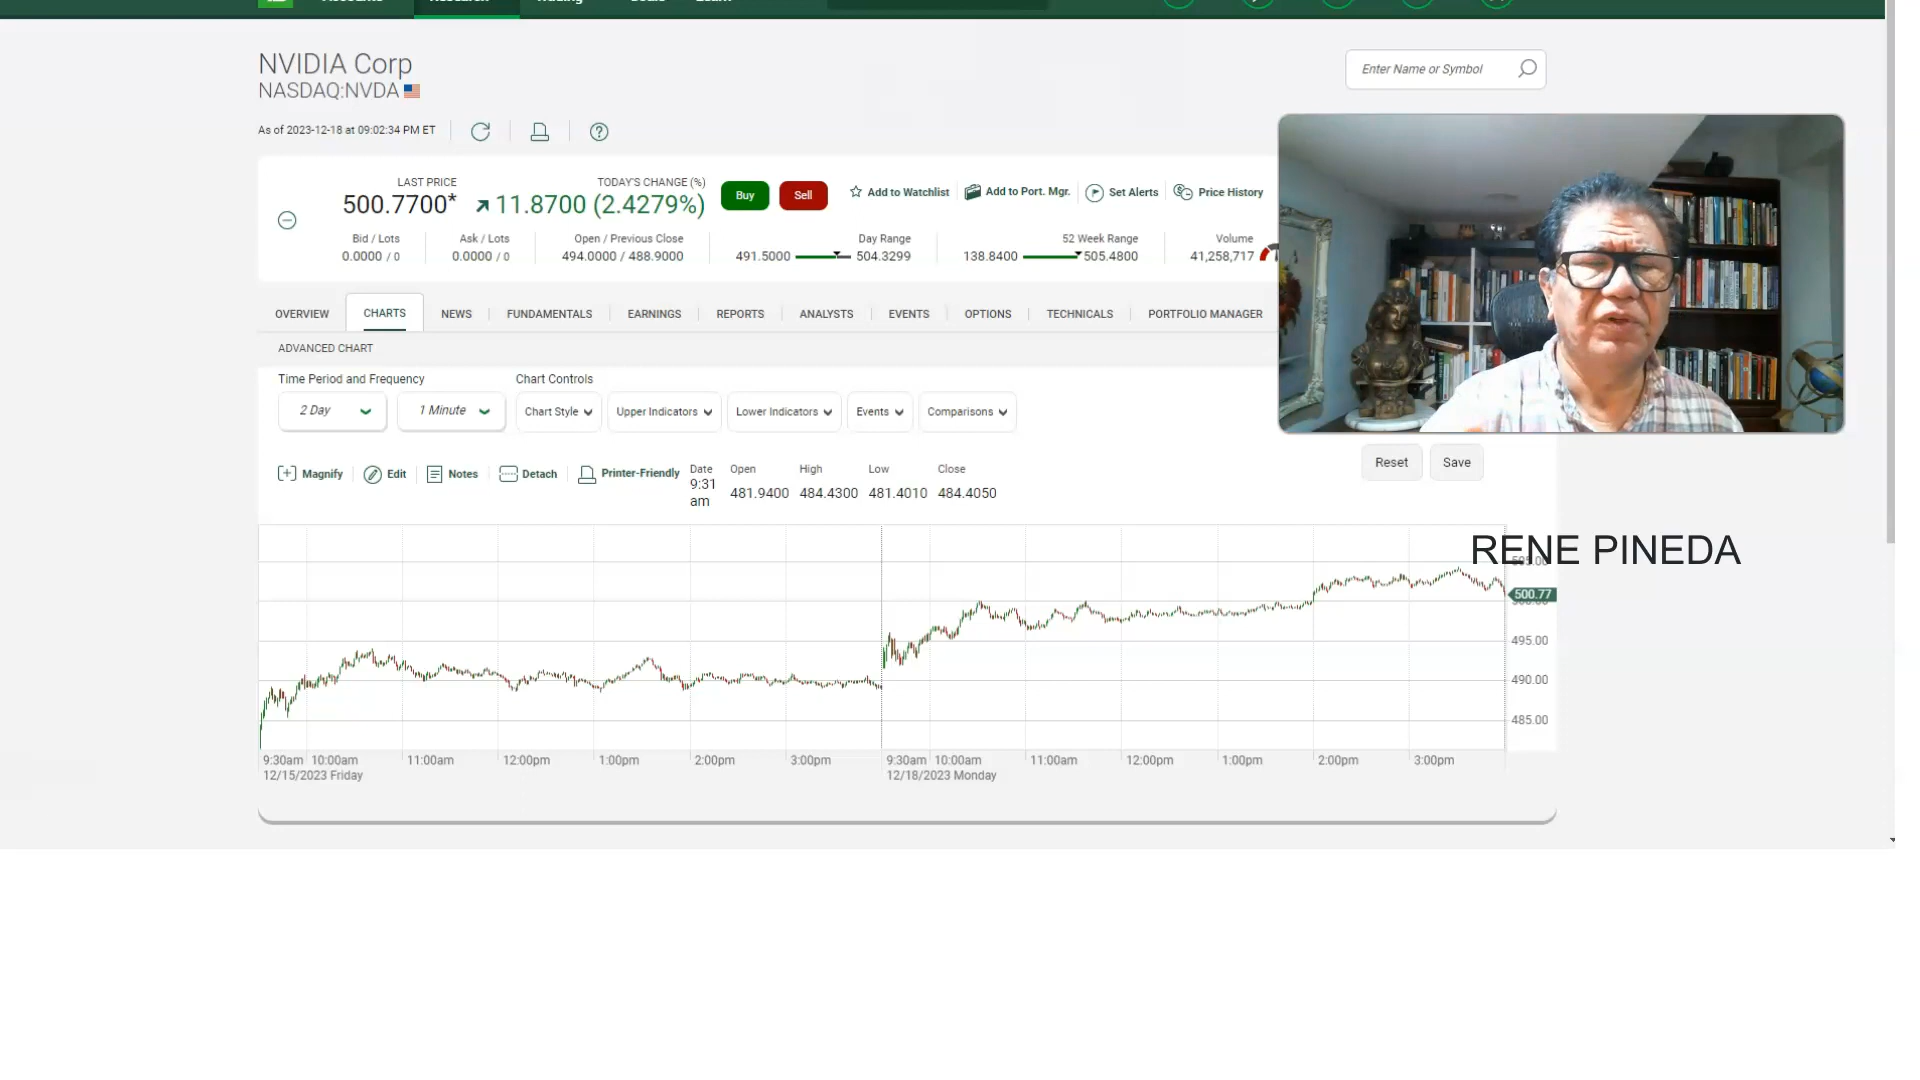 NVIDIA Corp
NASDAQ:NVDA
Enter Name or Symbol
As of 2023-12-18 at 09:02:34 PM ET
LAST PRICE
500.7700*
TODAY'S CHANGE (%)
11.8700 (2.4279%)
Buy
Sell
Add to Watchlist
Add to Port. Mgr.
Set Alerts
Price History
Bid / Lots
0.0000 / 0
Ask / Lots
0.0000 / 0
Open / Previous Close
494.0000 / 488.9000
Day Range
491.5000 504.3299
52 Week Range
138.8400 505.4800
Volume
41,258,717
OVERVIEW CHARTS NEWS FUNDAMENTALS EARNINGS REPORTS ANALYSTS EVENTS OPTIONS TECHNICALS PORTFOLIO MANAGER
ADVANCED CHART
Time Period and Frequency
Chart Controls
2 Day 1 Minute Chart Style Upper Indicators Lower Indicators Events Comparisons
Reset Save
Magnify Edit Notes Detach Printer-Friendly
Date
9:31
am
Open
481.9400
High
484.4300
Low
481.4010
Close
484.4050
RENE PINEDA
500.77
495.00
490.00
485.00
9:30am 10:00am 11:00am 12:00pm 1:00pm 2:00pm 3:00pm 9:30am 10:00am 11:00am 12:00pm 1:00pm 2:00pm 3:00pm
12/15/2023 Friday 12/18/2023 Monday